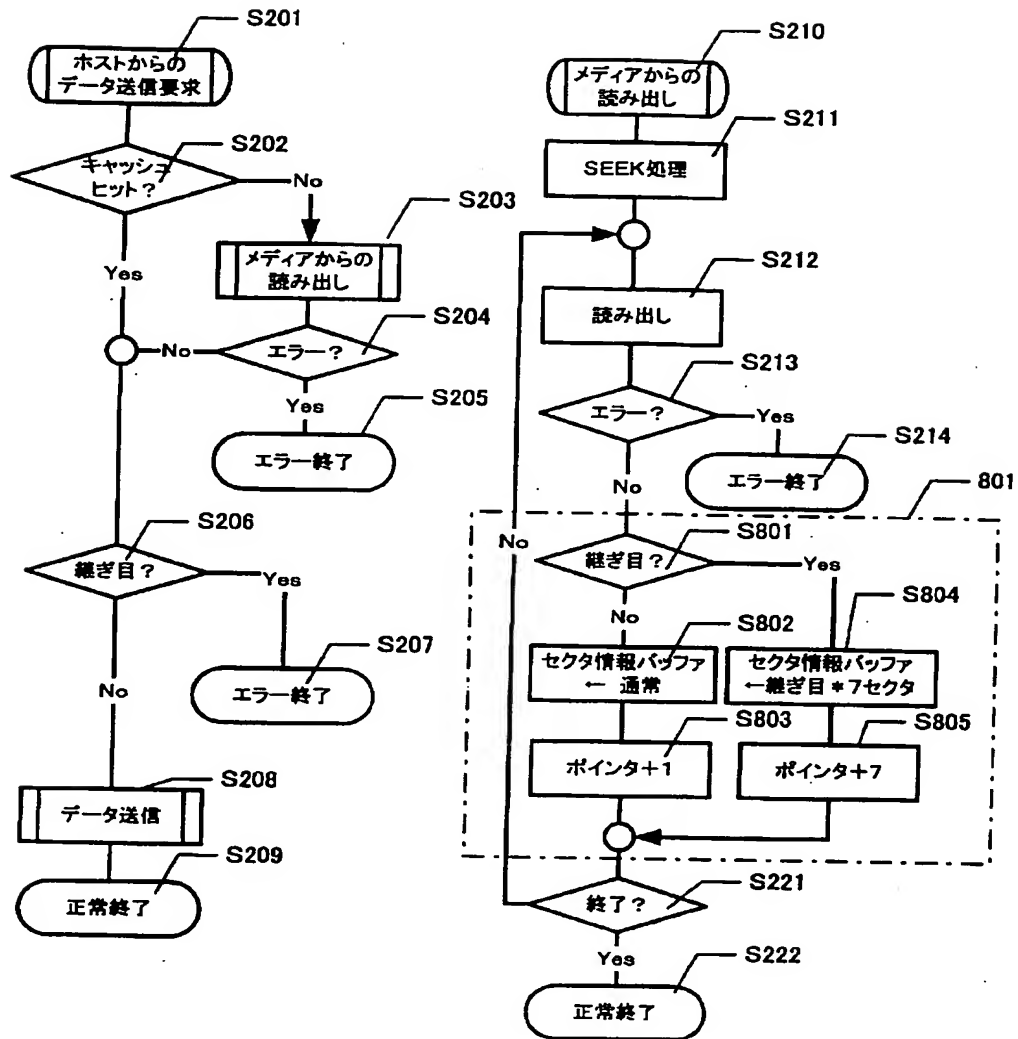 S201
ホストからの
データ送信要求
S202
キャッシュ
ヒット?
No
Yes
S203
メディアからの
読み出し
S204
エラー?
No
Yes
S205
エラー終了
S206
継ぎ目?
Yes
S207
エラー終了
No
S208
データ送信
S209
正常終了
S210
メディアからの
読み出し
S211
SEEK処理
S212
読み出し
S213
エラー?
Yes
S214
エラー終了
No
801
S801
継ぎ目?
Yes
No
No
S802
セクタ情報バッファ
← 通常
S804
セクタ情報バッファ
←継ぎ目*7セクタ
S803
ポインタ+1
S805
ポインタ+7
S221
終了?
Yes
S222
正常終了